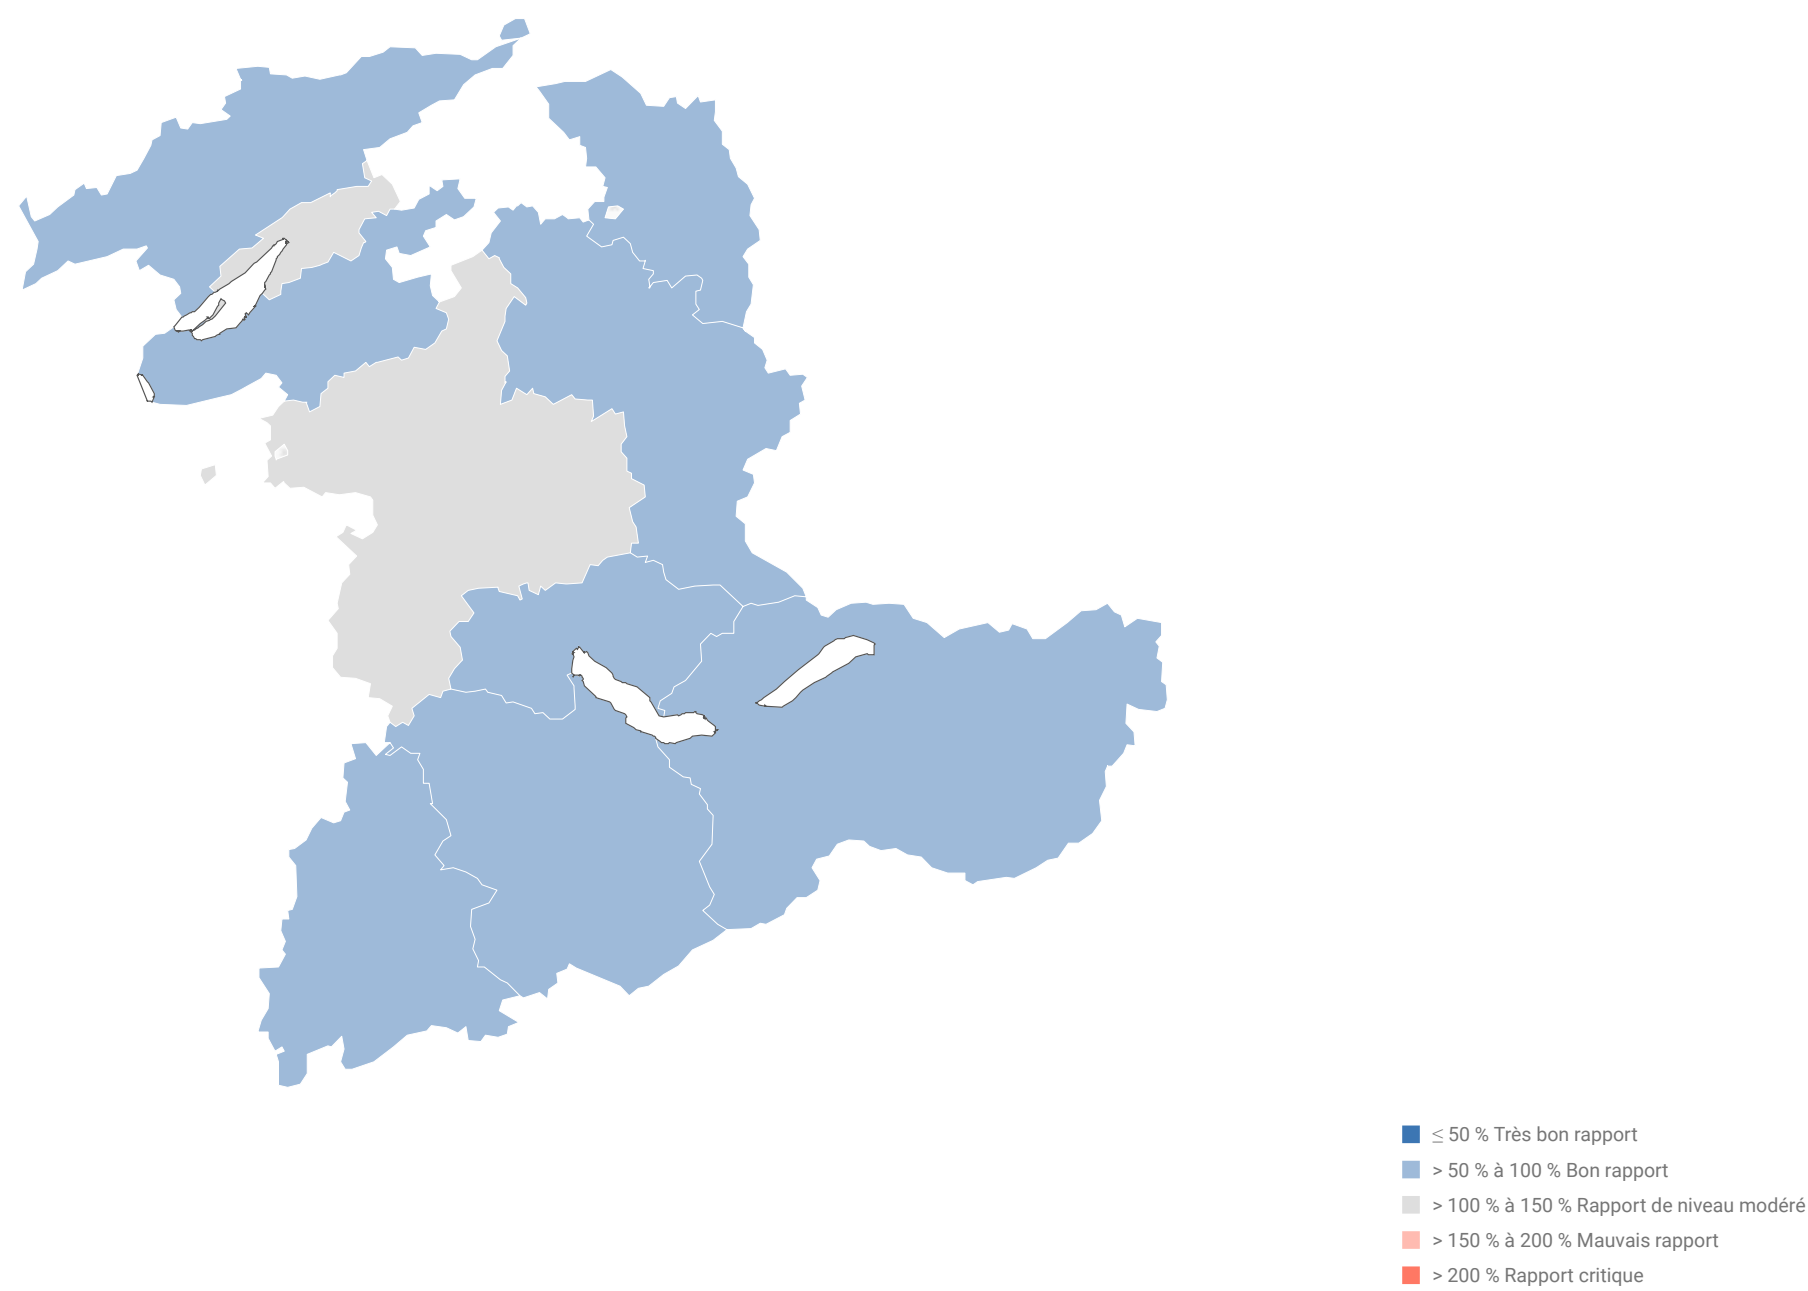 ≤ 50 % Très bon rapport
> 50 % à 100 % Bon rapport
> 100 % à 150 % Rapport de niveau modéré
> 150 % à 200 % Mauvais rapport
> 200 % Rapport critique